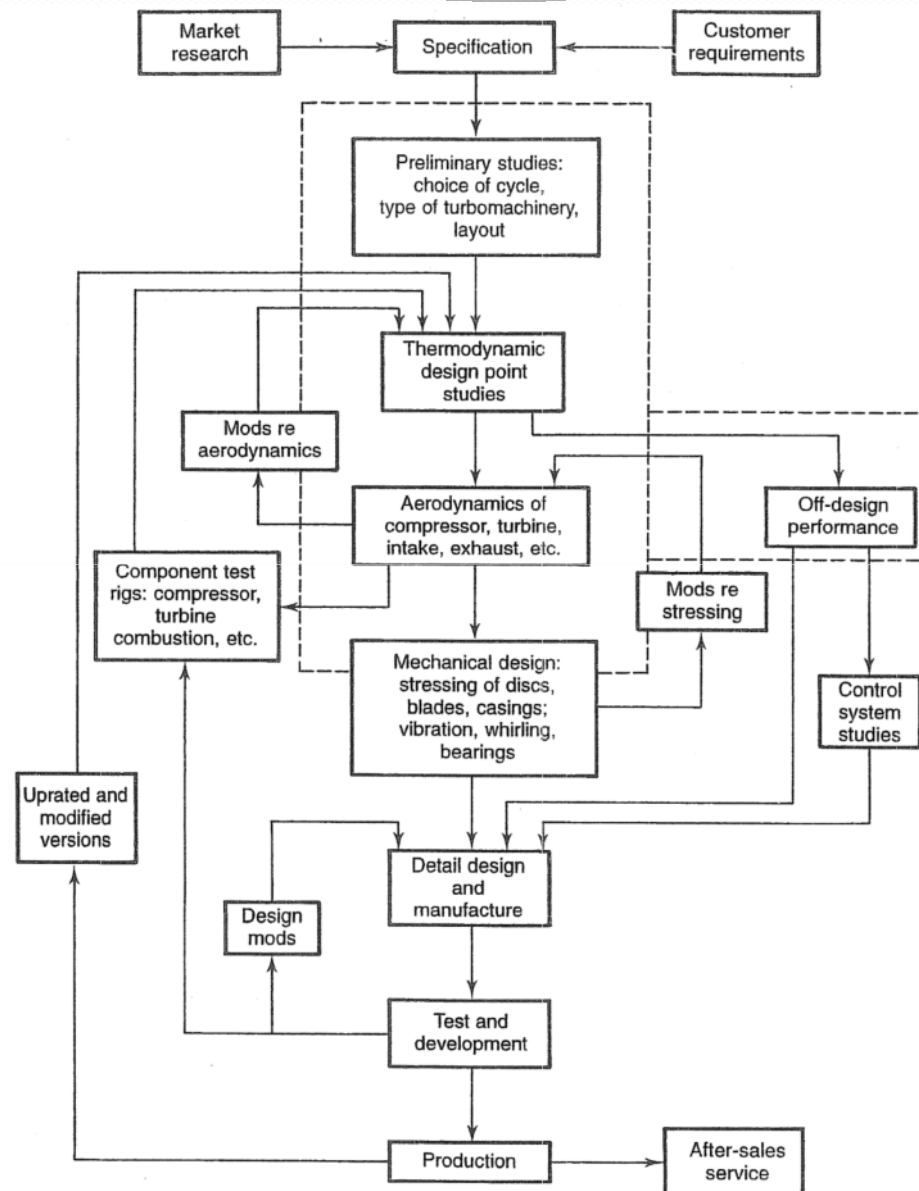 Market
research
Specification
Customer
requirements
Preliminary studies:
choice of cycle,
type of turbomachinery,
layout
Thermodynamic
design point
studies
Mods re
aerodynamics
Aerodynamics of
compressor, turbine,
intake, exhaust, etc.
Off-design
performance
Component test
rigs: compressor,
turbine
combustion, etc.
Mods re
stressing
Mechanical design:
stressing of discs,
blades, casings;
vibration, whirling,
bearings
Control
system
studies
Uprated and
modified
versions
Detail design
and
manufacture
Design
mods
Test and
development
Production
After-sales
service